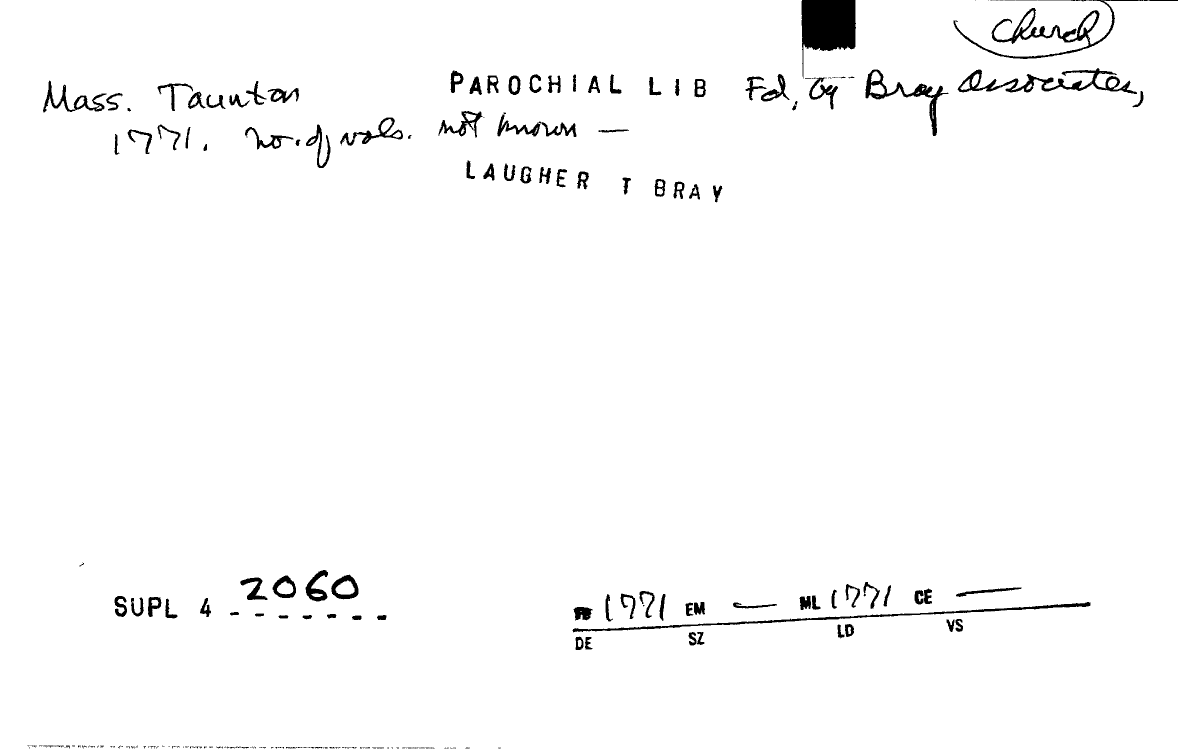 Church
Mass. Taunton PAROCHIAL LIB Fd, by Bray Associates,
1771. No. of vols. not known —
LAUGHER T BRAY
SUPL 4 2060
1771 EM — ML 1771 CE —
DE SZ LD VS